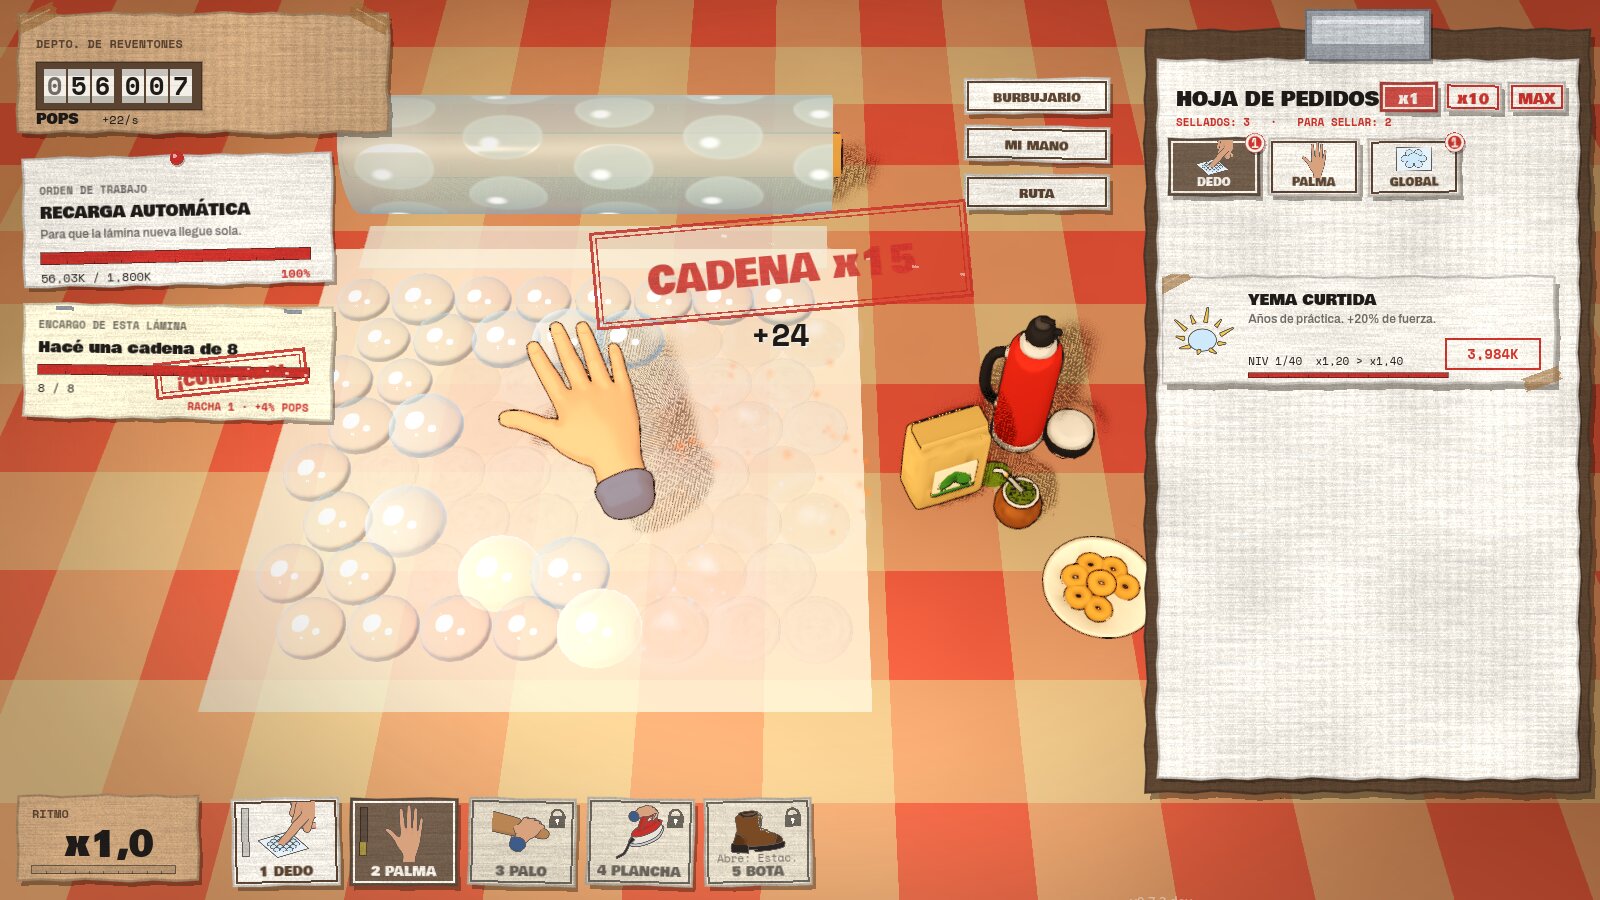 DEPTO. DE REVENTONES
056007
POPS +22/s
ORDEN DE TRABAJO
RECARGA AUTOMÁTICA
Para que la lámina nueva llegue sola.
56,03K / 1,800K 100%
ENCARGO DE ESTA LÁMINA
Hacé una cadena de 8
8 / 8
RACHA 1 · +4% POPS
CADENA x15
+24
BURBUJARIO
MI MANO
RUTA
HOJA DE PEDIDOS x1 x10 MAX
SELLADOS: 3 · PARA SELLAR: 2
1 1
DEDO PALMA GLOBAL
YEMA CURTIDA
Años de práctica. +20% de fuerza.
NIV 1/40 x1,20 > x1,40 3,984K
RITMO
x1,0
1 DEDO
2 PALMA
3 PALO
4 PLANCHA
Abre: Estac.
5 BOTA